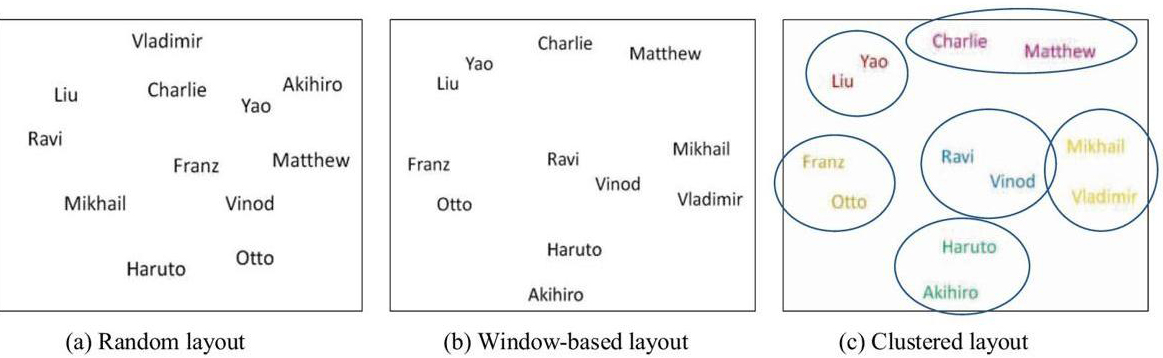 Vladimir
Akihiro
Liu
Charlie
Yao
Ravi
Franz
Matthew
Mikhail
Vinod
Otto
Haruto
(a) Random layout
Charlie
Matthew
Yao
Liu
Mikhail
Franz
Ravi
Vinod
Otto
Vladimir
Haruto
Akihiro
(b) Window-based layout
Charlie
Matthew
Yao
Liu
Mikhail
Franz
Ravi
Vinod
Otto
Vladimir
Haruto
Akihiro
(c) Clustered layout